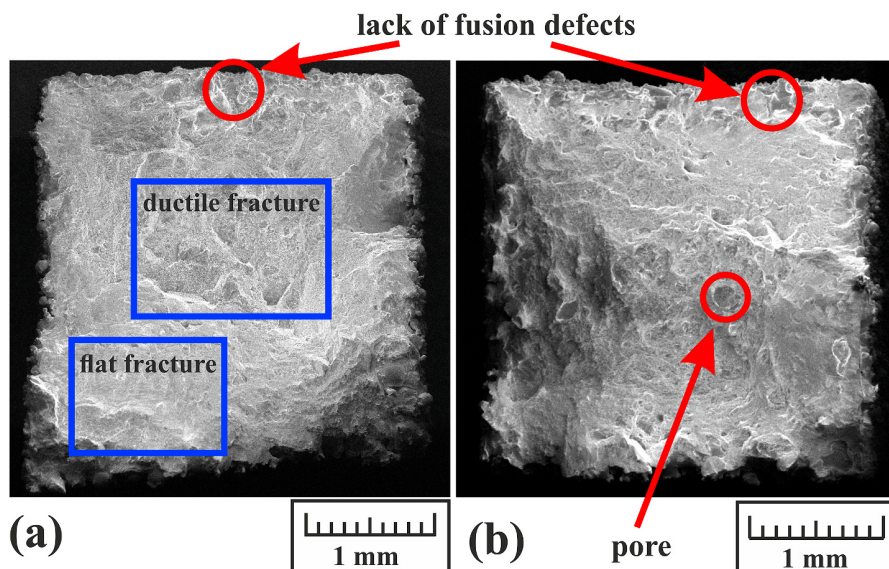 lack of fusion defects
ductile fracture
flat fracture
(a)
1 mm
pore
(b)
1 mm